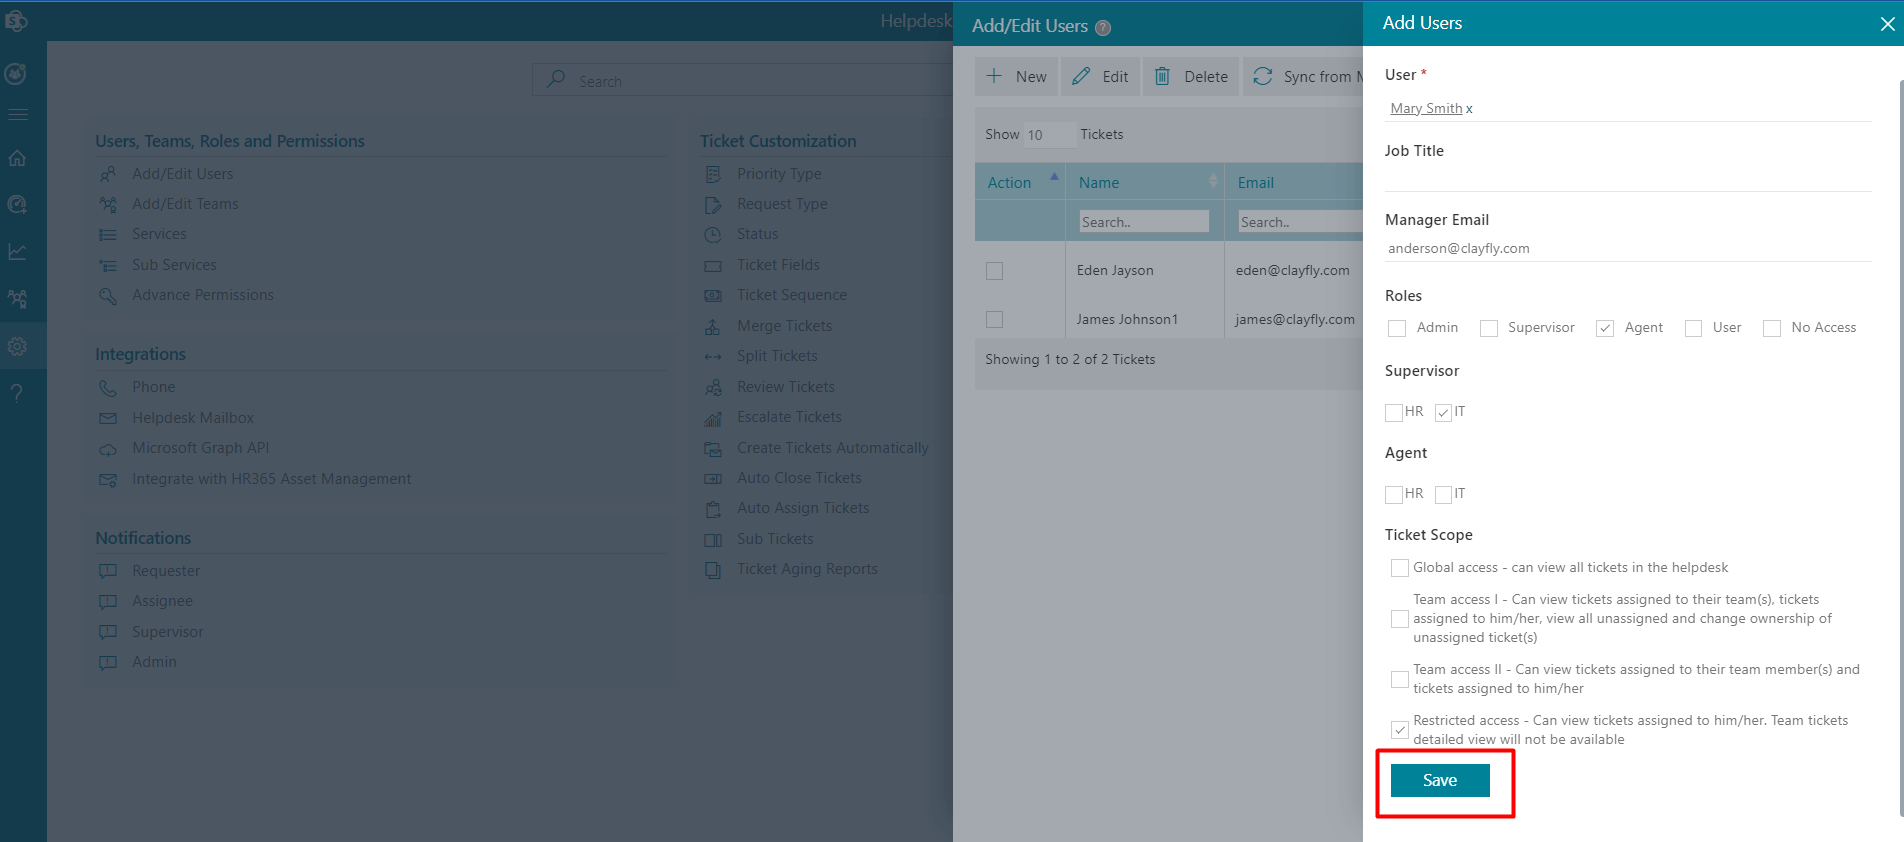 Helpdesk
Search
Users, Teams, Roles and Permissions
Add/Edit Users
Add/Edit Teams
Services
Sub Services
Advance Permissions
Integrations
Phone
Helpdesk Mailbox
Microsoft Graph API
Integrate with HR365 Asset Management
Notifications
Requester
Assignee
Supervisor
Admin
Ticket Customization
Priority Type
Request Type
Status
Ticket Fields
Ticket Sequence
Merge Tickets
Split Tickets
Review Tickets
Escalate Tickets
Create Tickets Automatically
Auto Close Tickets
Auto Assign Tickets
Sub Tickets
Ticket Aging Reports
Add/Edit Users ?
New Edit Delete Sync from M
Show 10 Tickets
Action Name Email
Search.. Search..
Eden Jayson eden@clayfly.com
James Johnson1 james@clayfly.com
Showing 1 to 2 of 2 Tickets
Add Users
User *
Mary Smith x
Job Title
Manager Email
anderson@clayfly.com
Roles
Admin Supervisor Agent User No Access
Supervisor
HR IT
Agent
HR IT
Ticket Scope
Global access - can view all tickets in the helpdesk
Team access I - Can view tickets assigned to their team(s), tickets
assigned to him/her, view all unassigned and change ownership of
unassigned ticket(s)
Team access II - Can view tickets assigned to their team member(s) and
tickets assigned to him/her
Restricted access - Can view tickets assigned to him/her. Team tickets
detailed view will not be available
Save